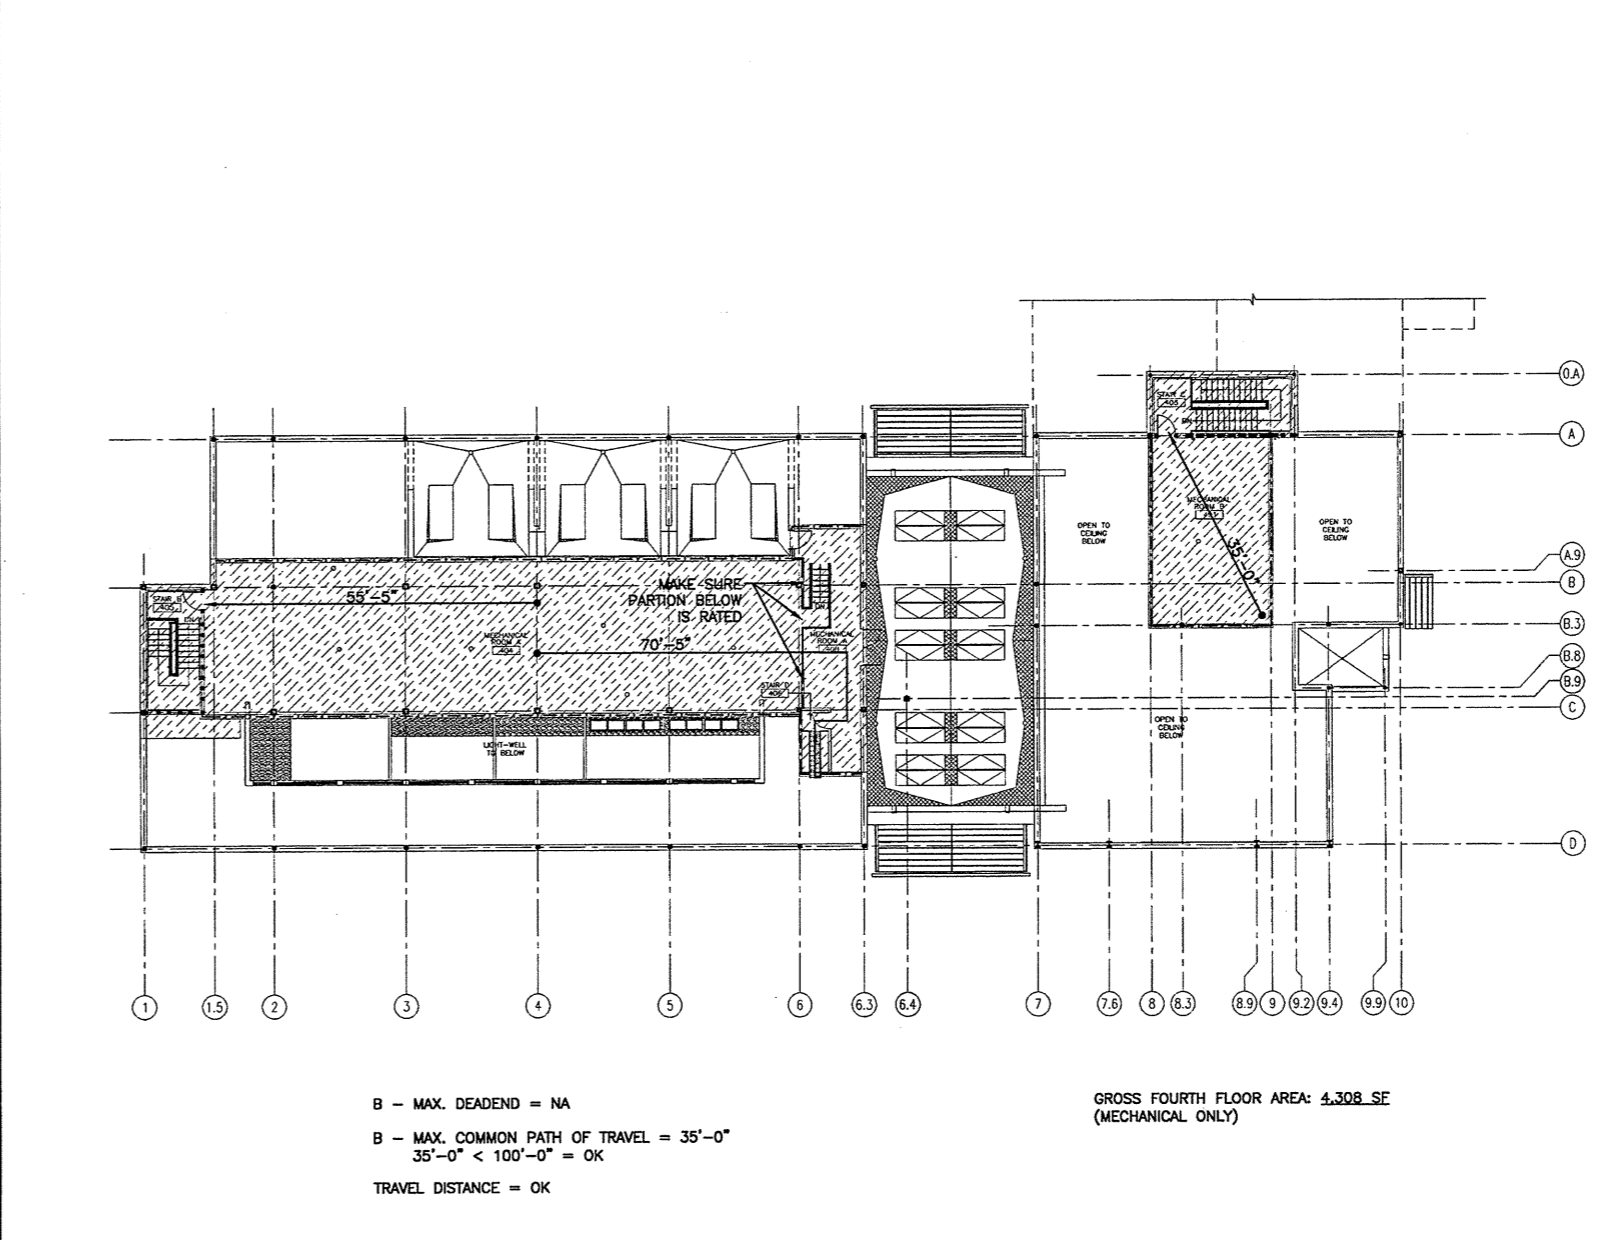 0.A
STAIR C
405
A
MECHANICAL
ROOM B
OPEN TO
CEILING
BELOW
OPEN TO
CEILING
BELOW
35'-0"
A.9
B
MAKE SURE
PARTION BELOW
IS RATED
DN
STAIR B
405
DN
55'-5"
B.3
MECHANICAL
ROOM A
404
70'-5"
MECHANICAL
ROOM A
B.8
B.9
STAIR D
406
C
OPEN TO
CEILING
BELOW
LIGHT-WELL
TO BELOW
D
1
1.5
2
3
4
5
6
6.3
6.4
7
7.6
8
8.3
8.9
9
9.2
9.4
9.9
10
B - MAX. DEADEND = NA
B - MAX. COMMON PATH OF TRAVEL = 35'-0"
35'-0" < 100'-0" = OK
TRAVEL DISTANCE = OK
GROSS FOURTH FLOOR AREA: 4,308 SF
(MECHANICAL ONLY)